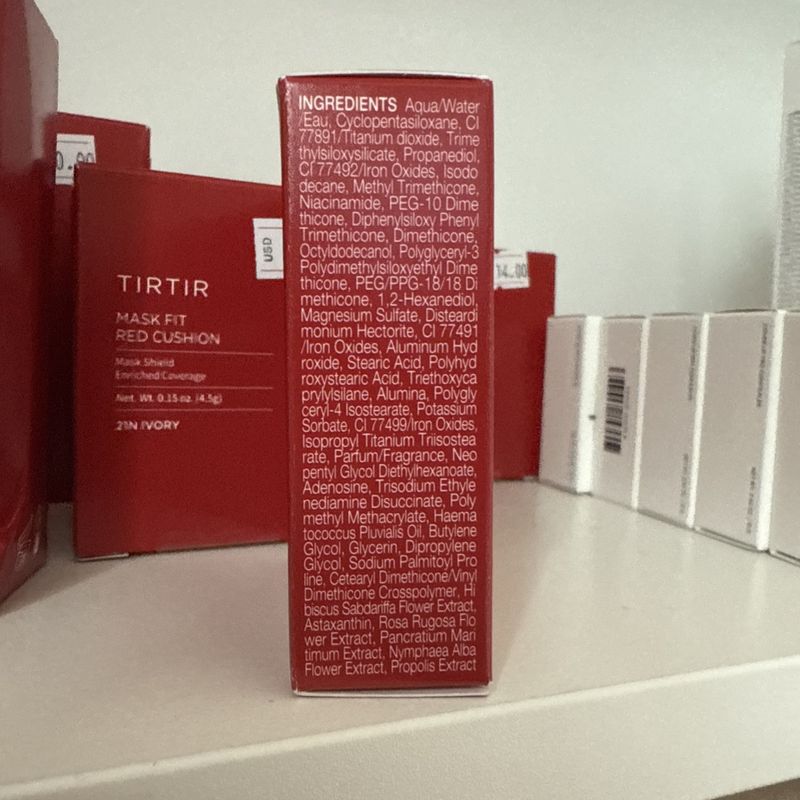 0.00
TIRTIR
MASK FIT
RED CUSHION
Mask Shield
Enriched Coverage
Net. Wt. 0.15 oz. (4.5g)
21N IVORY
USD
INGREDIENTS Aqua/Water
/Eau, Cyclopentasiloxane, CI
77891/Titanium dioxide, Trime
thylsiloxysilicate, Propanediol,
CI 77492/Iron Oxides, Isodo
decane, Methyl Trimethicone,
Niacinamide, PEG-10 Dime
thicone, Diphenylsiloxy Phenyl
Trimethicone, Dimethicone,
Octyldodecanol, Polyglyceryl-3
Polydimethylsiloxyethyl Dime
thicone, PEG/PPG-18/18 Di
methicone, 1,2-Hexanediol,
Magnesium Sulfate, Disteardi
monium Hectorite, CI 77491
/Iron Oxides, Aluminum Hyd
roxide, Stearic Acid, Polyhyd
roxystearic Acid, Triethoxyca
prylylsilane, Alumina, Polygly
ceryl-4 Isostearate, Potassium
Sorbate, CI 77499/Iron Oxides,
Isopropyl Titanium Triisostea
rate, Parfum/Fragrance, Neo
pentyl Glycol Diethylhexanoate,
Adenosine, Trisodium Ethyle
nediamine Disuccinate, Poly
methyl Methacrylate, Haema
tococcus Pluvialis Oil, Butylene
Glycol, Glycerin, Dipropylene
Glycol, Sodium Palmitoyl Pro
line, Cetearyl Dimethicone/Vinyl
Dimethicone Crosspolymer, Hi
biscus Sabdariffa Flower Extract,
Astaxanthin, Rosa Rugosa Flo
wer Extract, Pancratium Mari
timum Extract, Nymphaea Alba
Flower Extract, Propolis Extract
14.00